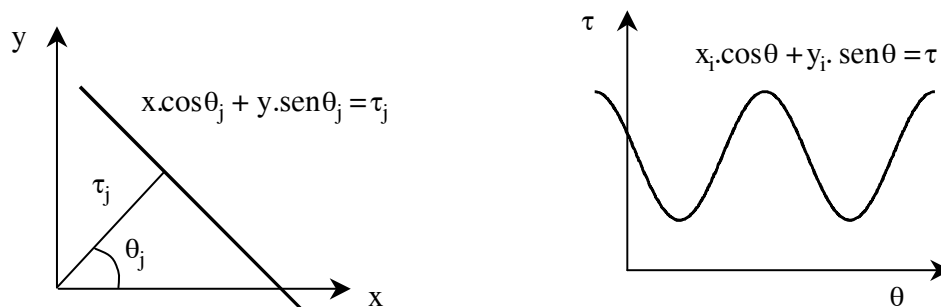 y
x.cosθj + y.senθj = τj
τj
θj
x
τ
xi.cosθ + yi. senθ = τ
θ